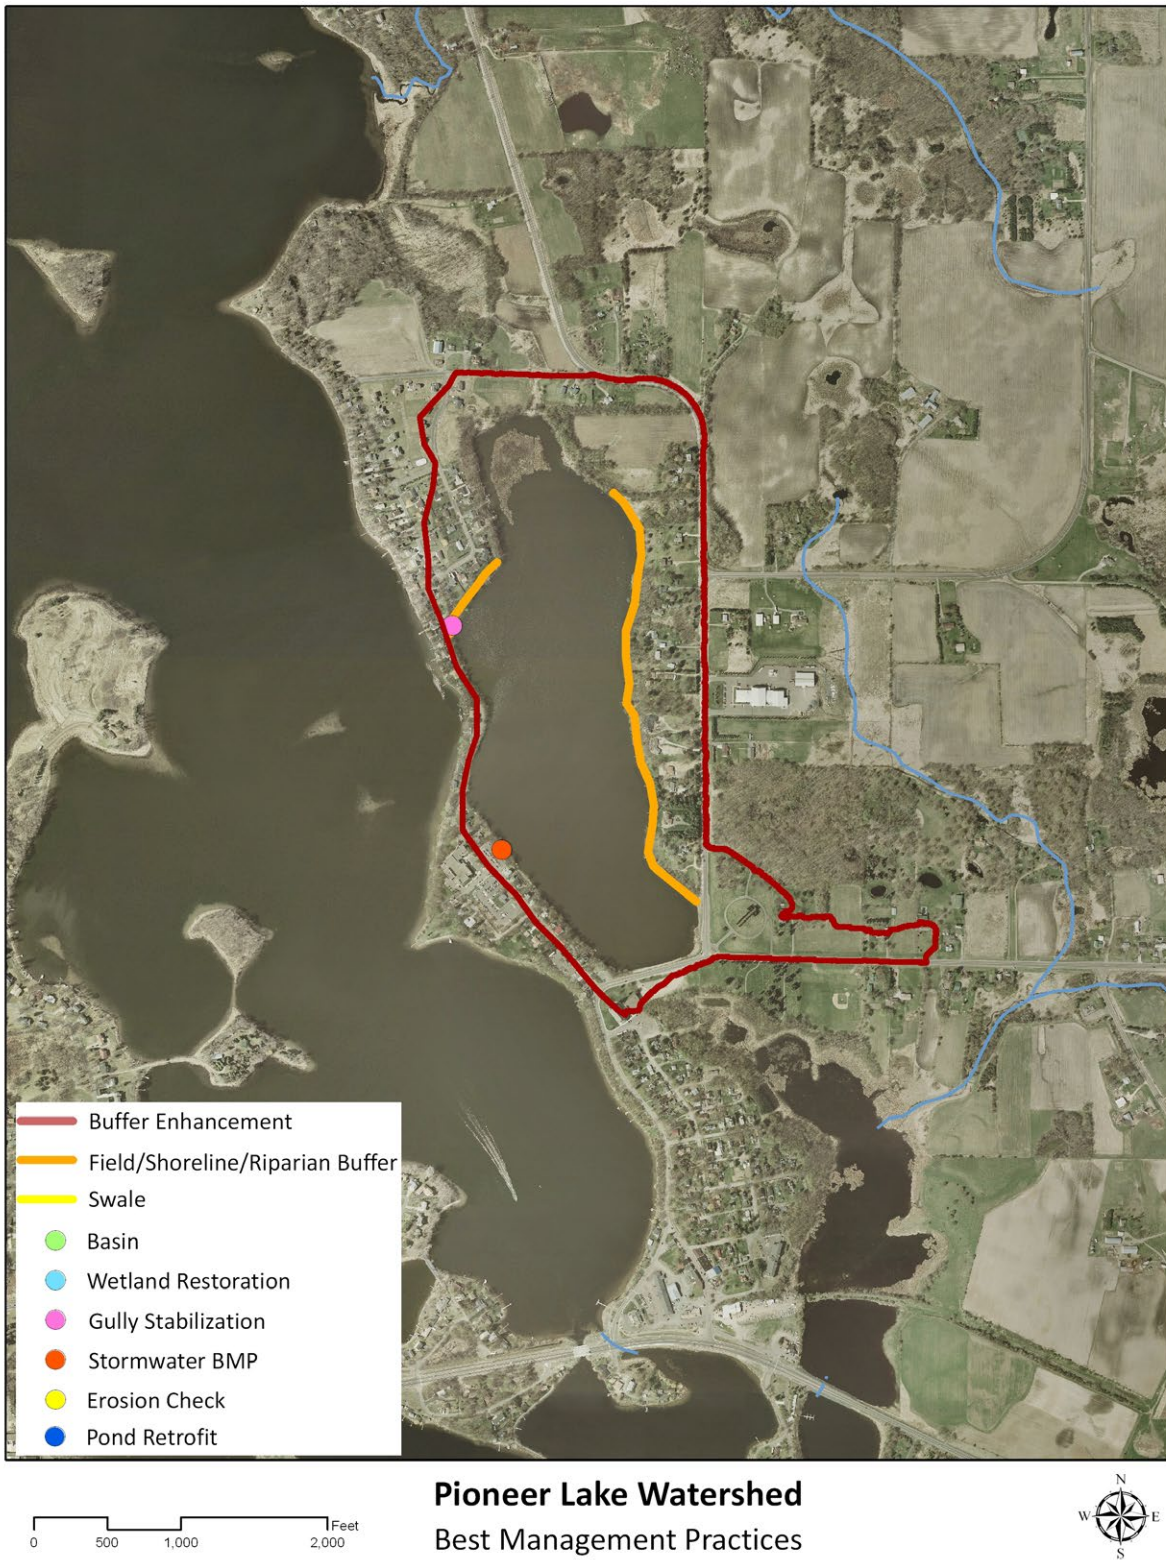 Buffer Enhancement
Field/Shoreline/Riparian Buffer
Swale
Basin
Wetland Restoration
Gully Stabilization
Stormwater BMP
Erosion Check
Pond Retrofit
Pioneer Lake Watershed
Best Management Practices
Feet
0 500 1,000 2,000
N
W E
S